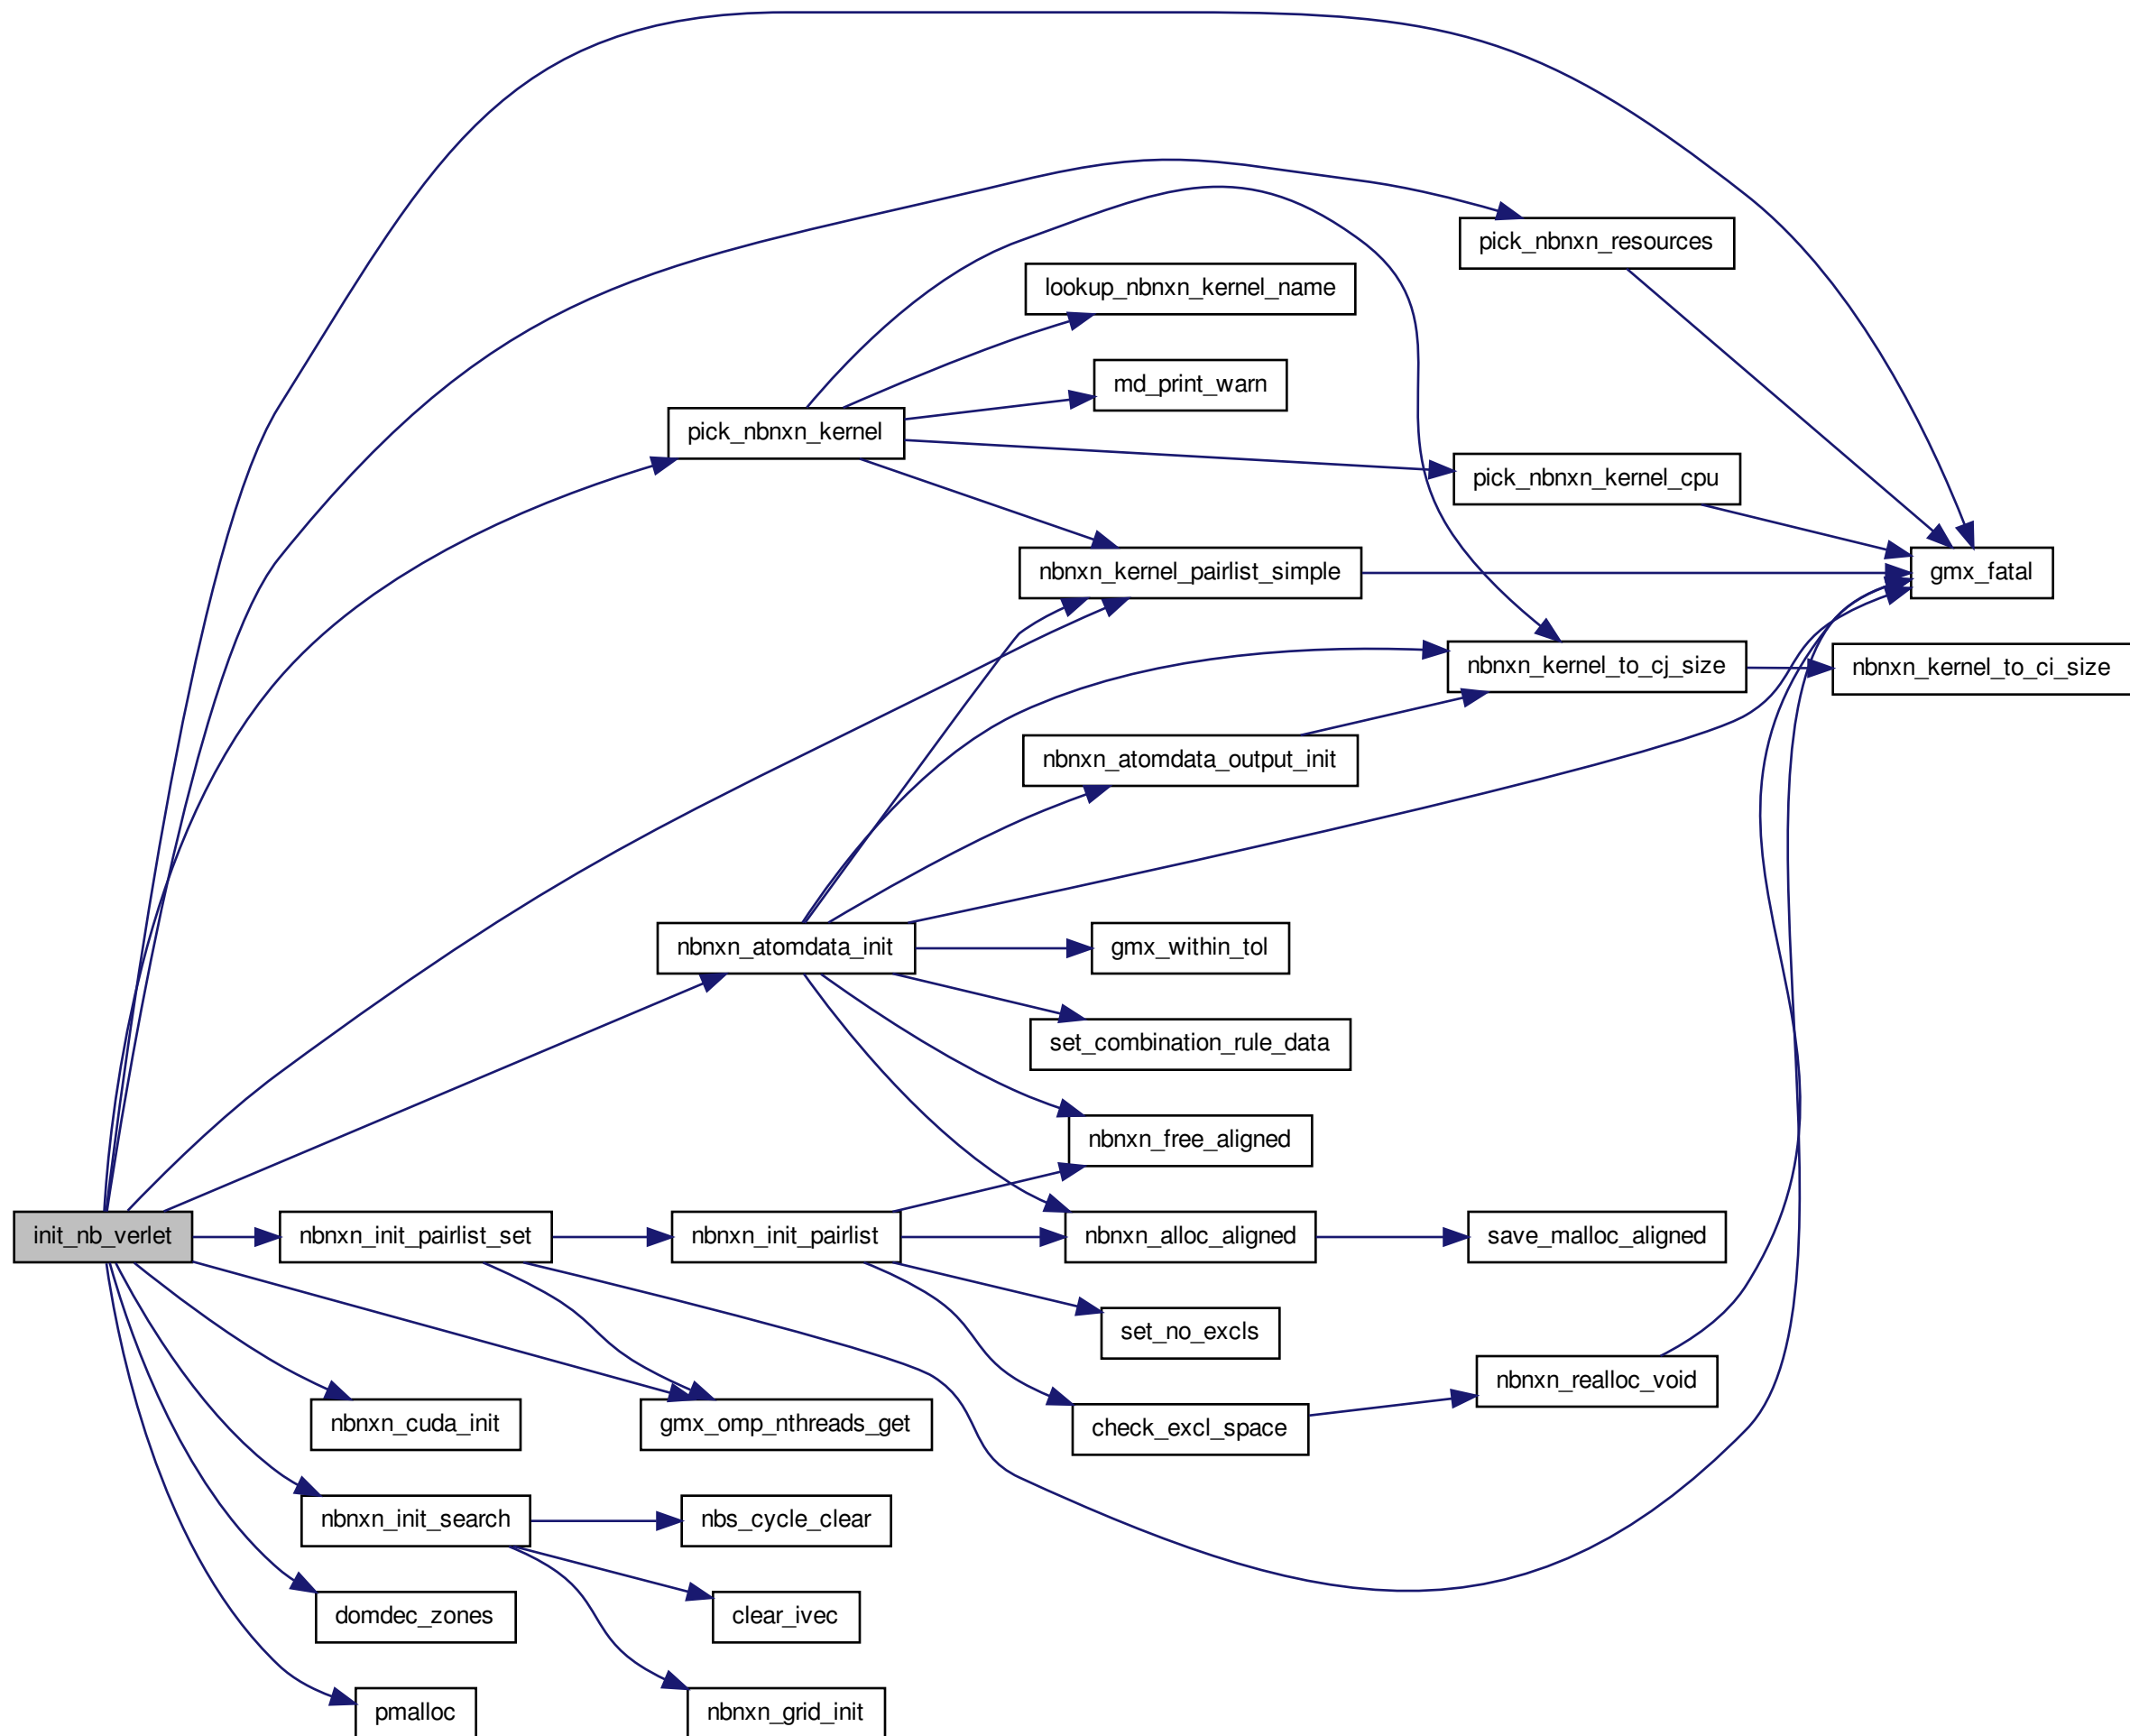 pick_nbnxn_resources
lookup_nbnxn_kernel_name
md_print_warn
pick_nbnxn_kernel
pick_nbnxn_kernel_cpu
nbnxn_kernel_pairlist_simple
gmx_fatal
nbnxn_kernel_to_cj_size
nbnxn_kernel_to_ci_size
nbnxn_atomdata_output_init
nbnxn_atomdata_init
gmx_within_tol
set_combination_rule_data
nbnxn_free_aligned
init_nb_verlet
nbnxn_init_pairlist_set
nbnxn_init_pairlist
nbnxn_alloc_aligned
save_malloc_aligned
set_no_excls
nbnxn_realloc_void
nbnxn_cuda_init
gmx_omp_nthreads_get
check_excl_space
nbnxn_init_search
nbs_cycle_clear
domdec_zones
clear_ivec
pmalloc
nbnxn_grid_init